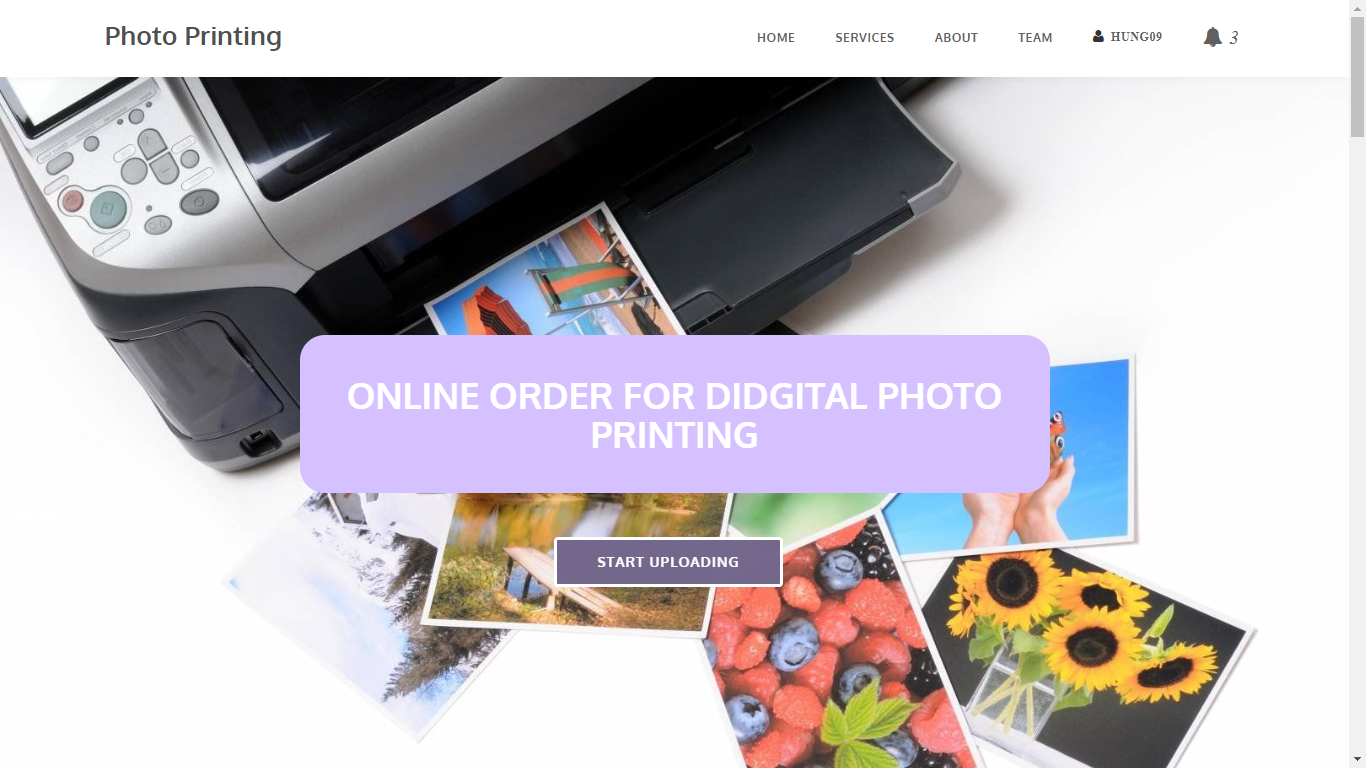 Photo Printing
HOME SERVICES ABOUT TEAM HUNG09 3
ONLINE ORDER FOR DIDGITAL PHOTO
PRINTING
START UPLOADING